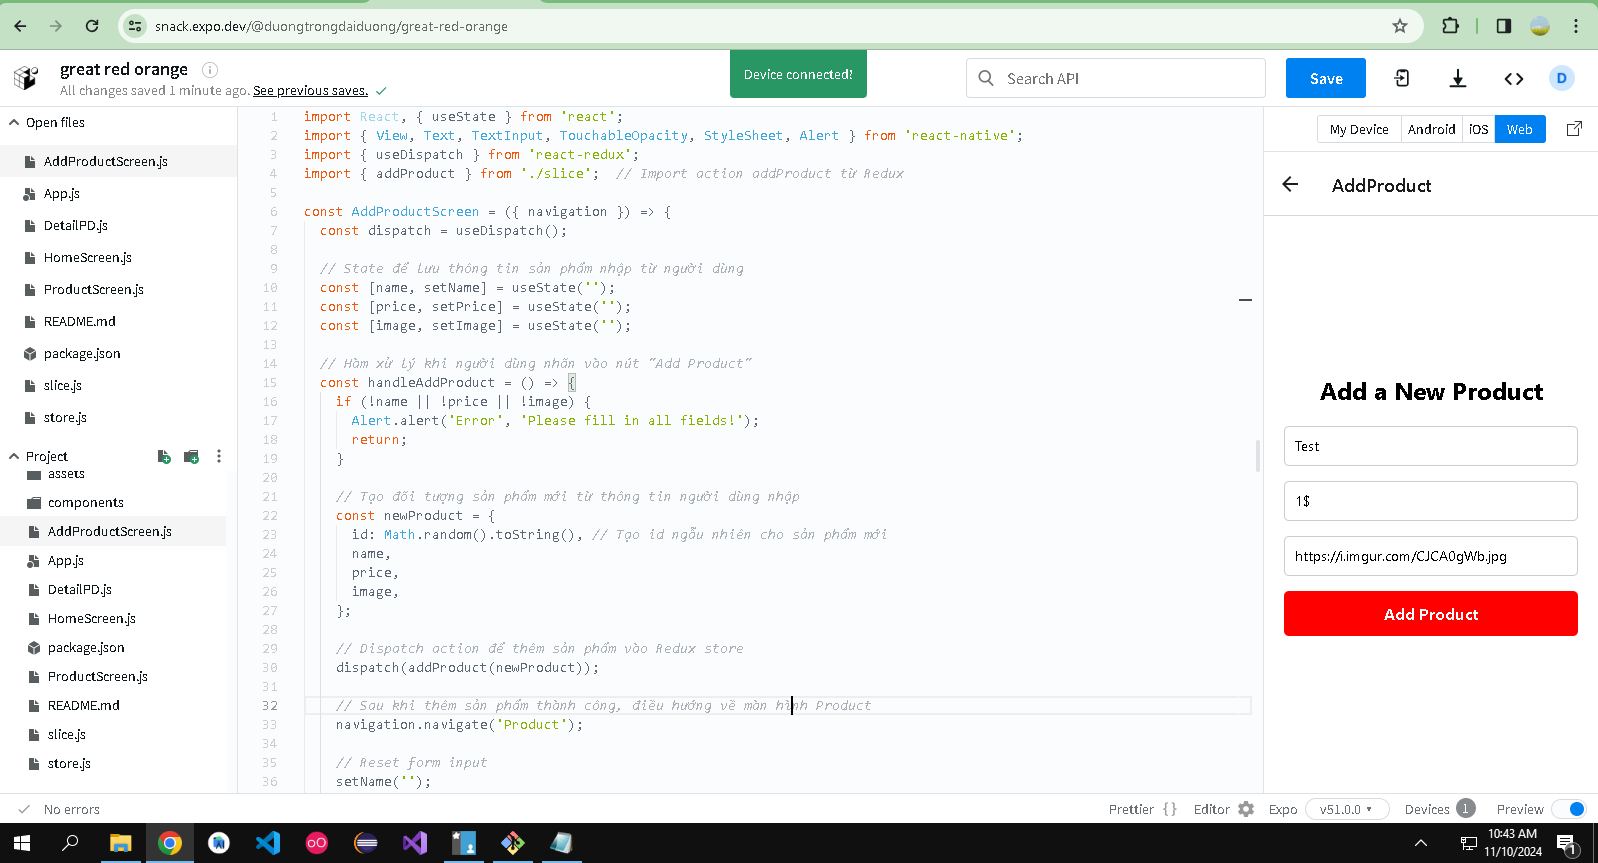 snack.expo.dev/@duongtrongdaiduong/great-red-orange
great red orange
All changes saved 1 minute ago. See previous saves.
Device connected!
Search API
Save
D
Open files
AddProductScreen.js
App.js
DetailPD.js
HomeScreen.js
ProductScreen.js
README.md
package.json
slice.js
store.js
Project
assets
components
AddProductScreen.js
App.js
DetailPD.js
HomeScreen.js
package.json
ProductScreen.js
README.md
slice.js
store.js
1 import React, { useState } from 'react';
2 import { View, Text, TextInput, TouchableOpacity, StyleSheet, Alert } from 'react-native';
3 import { useDispatch } from 'react-redux';
4 import { addProduct } from './slice'; // Import action addProduct từ Redux
5
6 const AddProductScreen = ({ navigation }) => {
7 const dispatch = useDispatch();
8
9 // State để lưu thông tin sản phẩm nhập từ người dùng
10 const [name, setName] = useState('');
11 const [price, setPrice] = useState('');
12 const [image, setImage] = useState('');
13
14 // Hàm xử lý khi người dùng nhấn vào nút "Add Product"
15 const handleAddProduct = () => {
16 if (!name || !price || !image) {
17 Alert.alert('Error', 'Please fill in all fields!');
18 return;
19 }
20
21 // Tạo đối tượng sản phẩm mới từ thông tin người dùng nhập
22 const newProduct = {
23 id: Math.random().toString(), // Tạo id ngẫu nhiên cho sản phẩm mới
24 name,
25 price,
26 image,
27 };
28
29 // Dispatch action để thêm sản phẩm vào Redux store
30 dispatch(addProduct(newProduct));
31
32 // Sau khi thêm sản phẩm thành công, điều hướng về màn hình Product
33 navigation.navigate('Product');
34
35 // Reset form input
36 setName('');
My Device
Android
iOS
Web
AddProduct
Add a New Product
Test
1$
https://i.imgur.com/CJCA0gWb.jpg
Add Product
No errors
Prettier {}
Editor
Expo
v51.0.0
Devices 1
Preview
10:43 AM
11/10/2024
1